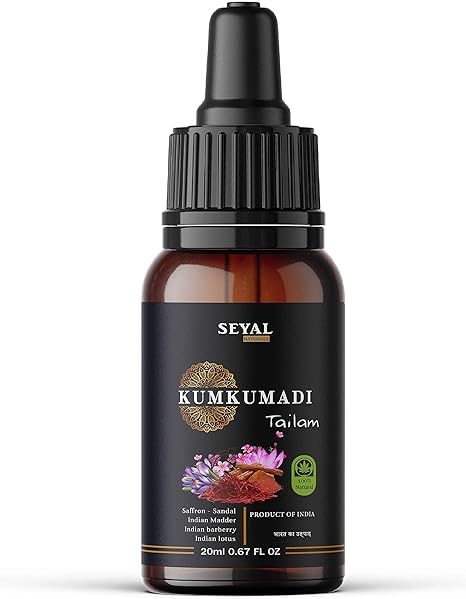 SEYAL
NATURALS
KUMKUMADI
Tailam
100%
Natural
Saffron - Sandal
Indian Madder
Indian barberry
Indian lotus
PRODUCT OF INDIA
भारत का उत्पाद्
20ml 0.67 Fl OZ